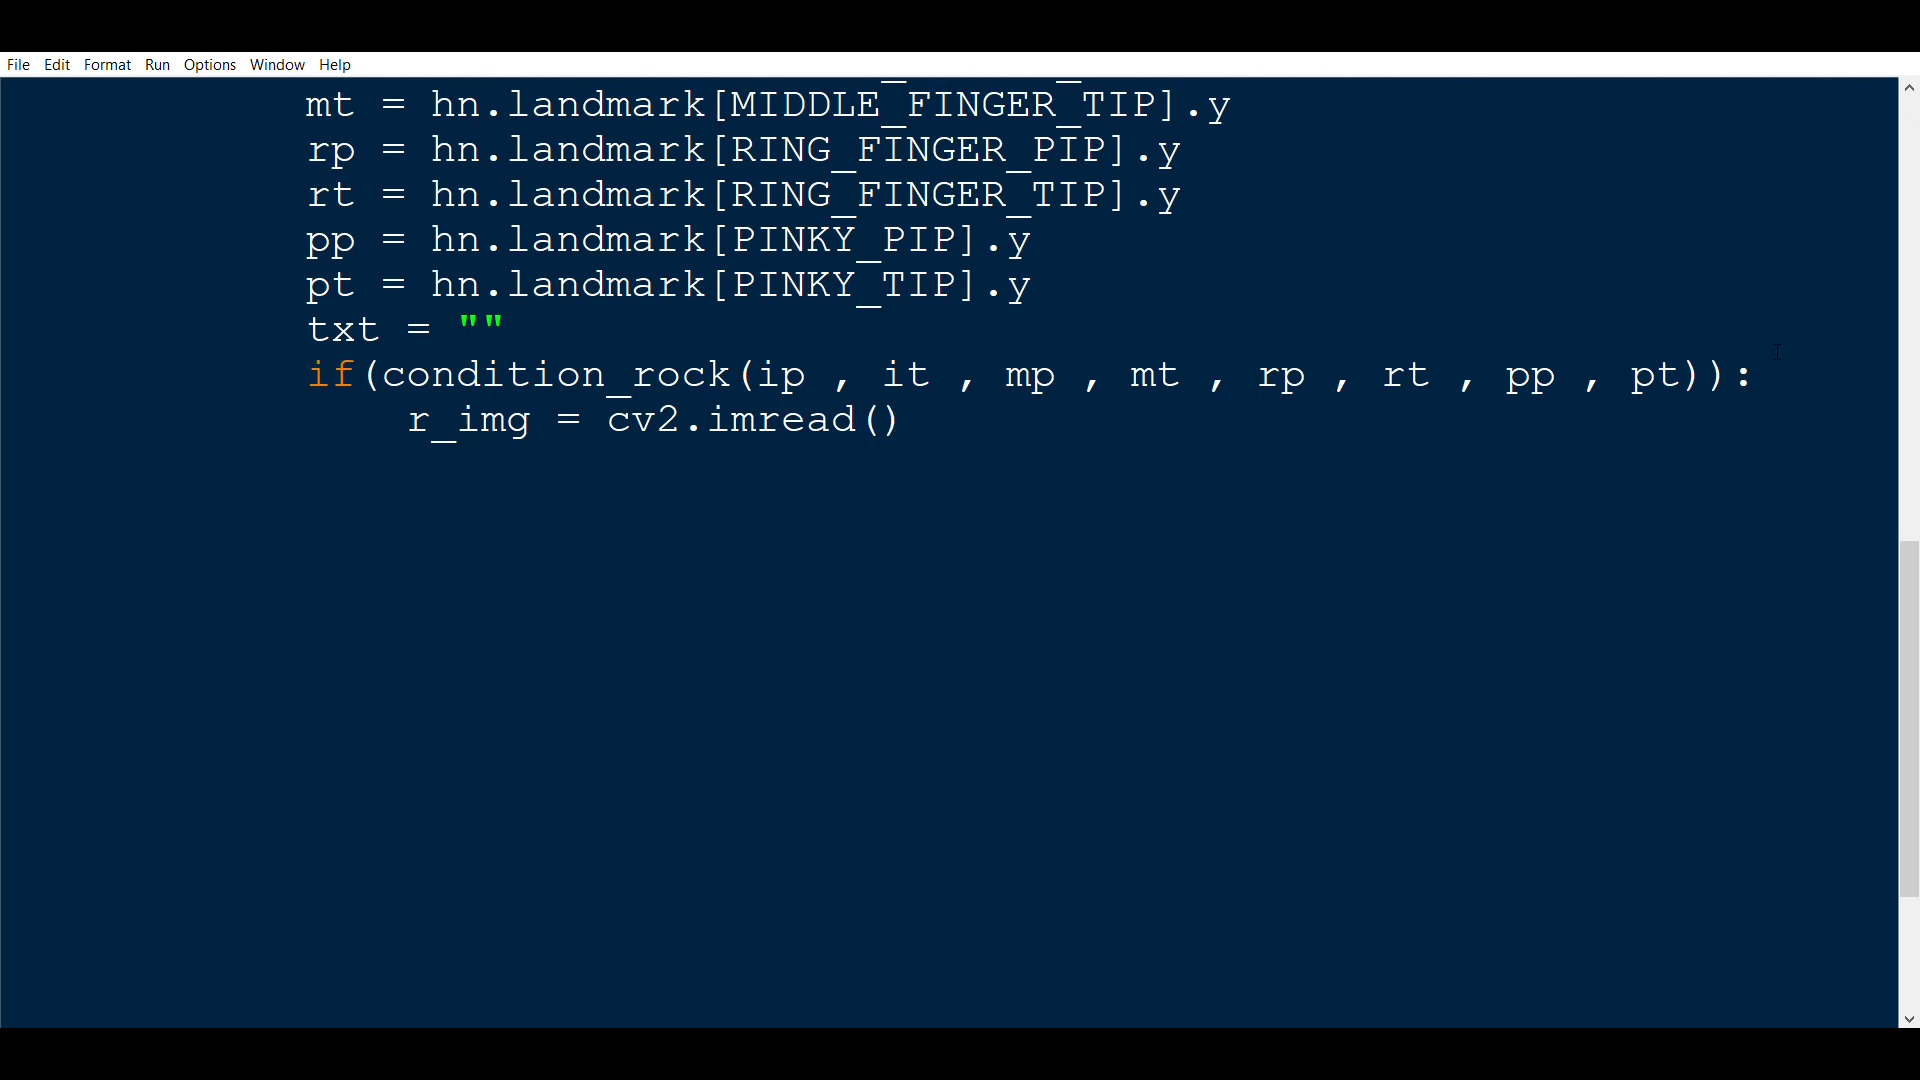 File Edit Format Run Options Window Help
mt = hn.landmark[MIDDLE_FINGER_TIP].y
rp = hn.landmark[RING_FINGER_PIP].y
rt = hn.landmark[RING_FINGER_TIP].y
pp = hn.landmark[PINKY_PIP].y
pt = hn.landmark[PINKY_TIP].y
txt = ""
if(condition_rock(ip , it , mp , mt , rp , rt , pp , pt)):
r_img = cv2.imread()